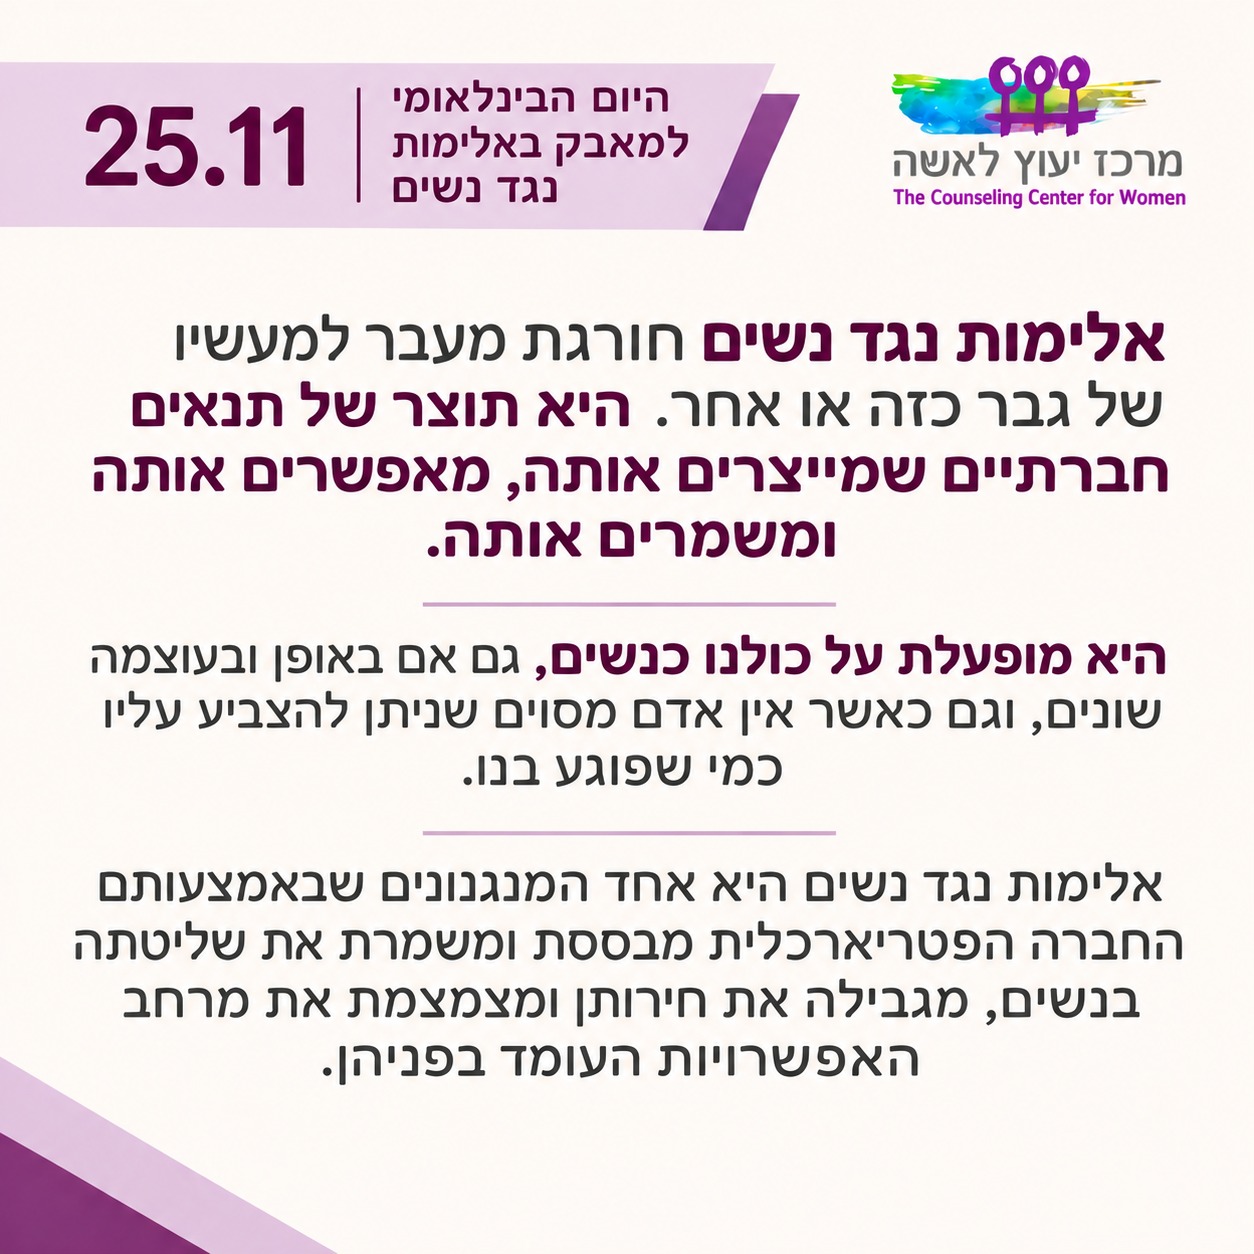 25.11
היום הבינלאומי
למאבק באלימות
נגד נשים
מרכז יעוץ לאשה
The Counseling Center for Women
אלימות נגד נשים חורגת מעבר למעשיו
של גבר כזה או אחר. היא תוצר של תנאים
חברתיים שמייצרים אותה, מאפשרים אותה
ומשמרים אותה.
היא מופעלת על כולנו כנשים, גם אם באופן ובעוצמה
שונים, וגם כאשר אין אדם מסוים שניתן להצביע עליו
כמי שפוגע בנו.
אלימות נגד נשים היא אחד המנגנונים שבאמצעותם
החברה הפטריארכלית מבססת ומשמרת את שליטתה
בנשים, מגבילה את חירותן ומצמצמת את מרחב
האפשרויות העומד בפניהן.